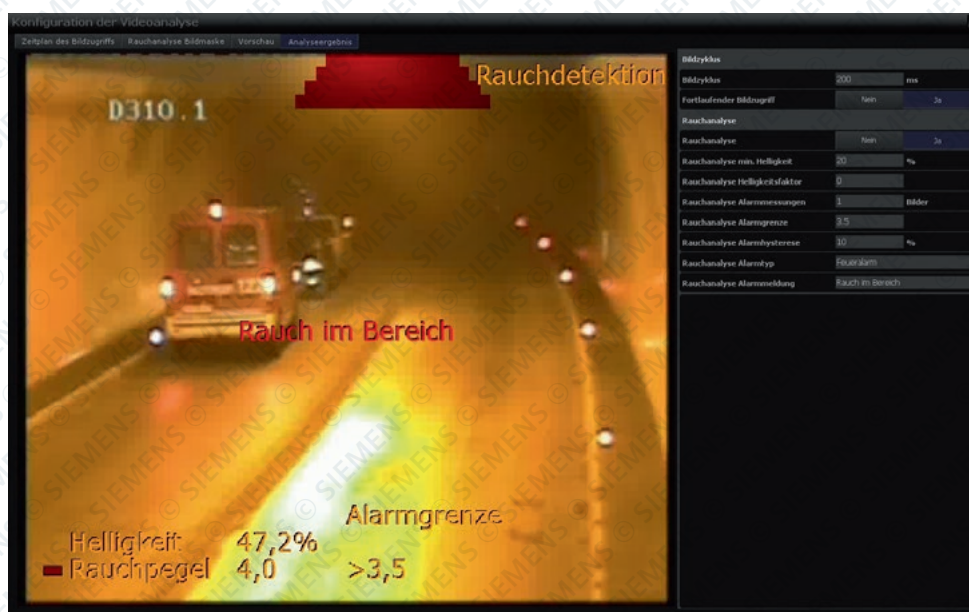 Konfiguration der Videoanalyse
Zeitplan des Bildzugriffs Rauchanalyse Bildmaske Vorschau Analyseergebnis
Rauchdetektion
D310.1
Rauch im Bereich
Alarmgrenze
Helligkeit 47,2%
Rauchpegel 4,0 >3,5
Bildzyklus
Bildzyklus 200 ms
Fortlaufender Bildzugriff Nein Ja
Rauchanalyse
Rauchanalyse Nein Ja
Rauchanalyse min. Helligkeit 20 %
Rauchanalyse Helligkeitsfaktor 0
Rauchanalyse Alarmmessungen 1 Bilder
Rauchanalyse Alarmgrenze 3.5
Rauchanalyse Alarmhysterese 10 %
Rauchanalyse Alarmtyp Feueralarm
Rauchanalyse Alarmmeldung Rauch im Bereich
© SIEMENS